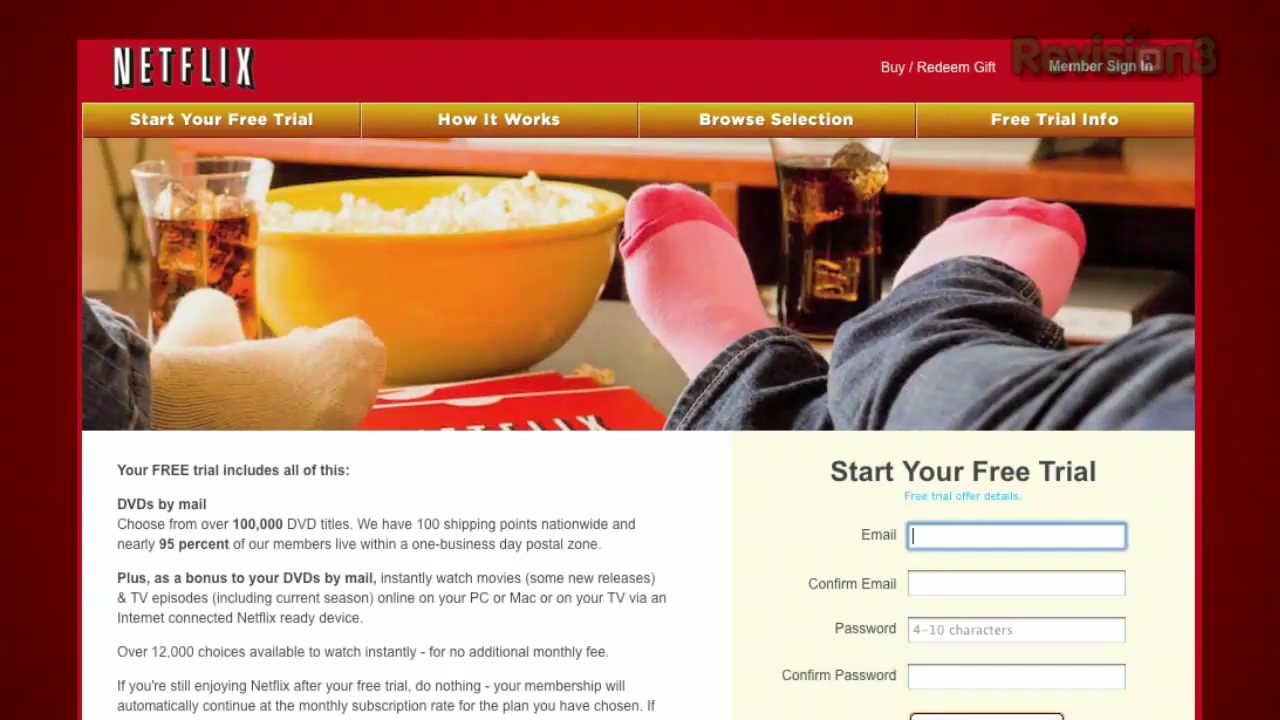 NETFLIX
Revision3
Buy / Redeem Gift
Member Sign In
Start Your Free Trial
How It Works
Browse Selection
Free Trial Info
NETFLIX
Your FREE trial includes all of this:
DVDs by mail
Choose from over 100,000 DVD titles. We have 100 shipping points nationwide and
nearly 95 percent of our members live within a one-business day postal zone.
Plus, as a bonus to your DVDs by mail, instantly watch movies (some new releases)
& TV episodes (including current season) online on your PC or Mac or on your TV via an
Internet connected Netflix ready device.
Over 12,000 choices available to watch instantly - for no additional monthly fee.
If you're still enjoying Netflix after your free trial, do nothing - your membership will
automatically continue at the monthly subscription rate for the plan you have chosen. If
Start Your Free Trial
Free trial offer details.
Email
Confirm Email
Password
4-10 characters
Confirm Password